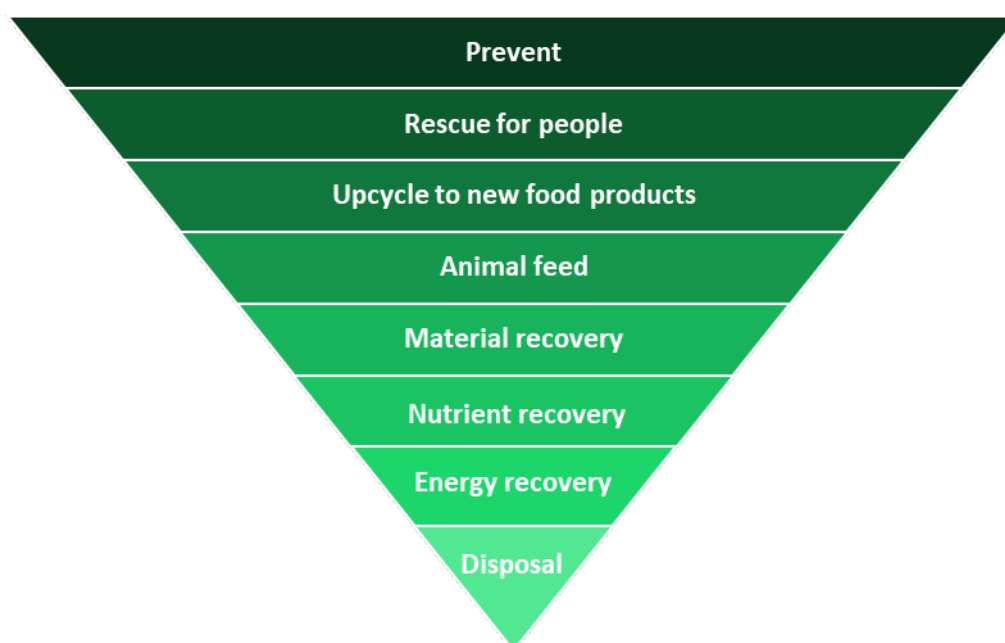 Prevent
Rescue for people
Upcycle to new food products
Animal feed
Material recovery
Nutrient recovery
Energy recovery
Disposal